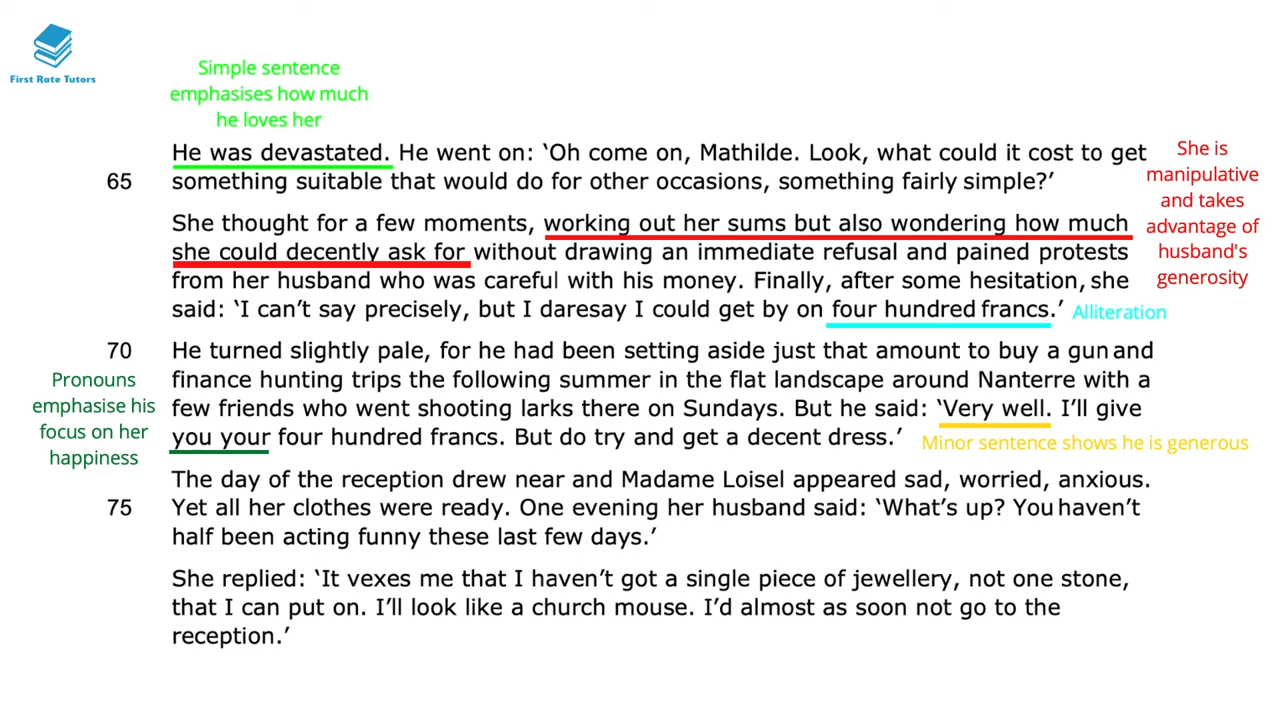 First Rate Tutors
Simple sentence
emphasises how much
he loves her
He was devastated. He went on: ‘Oh come on, Mathilde. Look, what could it cost to get
65 something suitable that would do for other occasions, something fairly simple?’
She is
manipulative
and takes
advantage of
husband's
generosity
She thought for a few moments, working out her sums but also wondering how much
she could decently ask for without drawing an immediate refusal and pained protests
from her husband who was careful with his money. Finally, after some hesitation, she
said: ‘I can’t say precisely, but I daresay I could get by on four hundred francs.’ Alliteration
70 He turned slightly pale, for he had been setting aside just that amount to buy a gun and
finance hunting trips the following summer in the flat landscape around Nanterre with a
few friends who went shooting larks there on Sundays. But he said: ‘Very well. I’ll give
you your four hundred francs. But do try and get a decent dress.’ Minor sentence shows he is generous
Pronouns
emphasise his
focus on her
happiness
The day of the reception drew near and Madame Loisel appeared sad, worried, anxious.
75 Yet all her clothes were ready. One evening her husband said: ‘What’s up? You haven’t
half been acting funny these last few days.’
She replied: ‘It vexes me that I haven’t got a single piece of jewellery, not one stone,
that I can put on. I’ll look like a church mouse. I’d almost as soon not go to the
reception.’